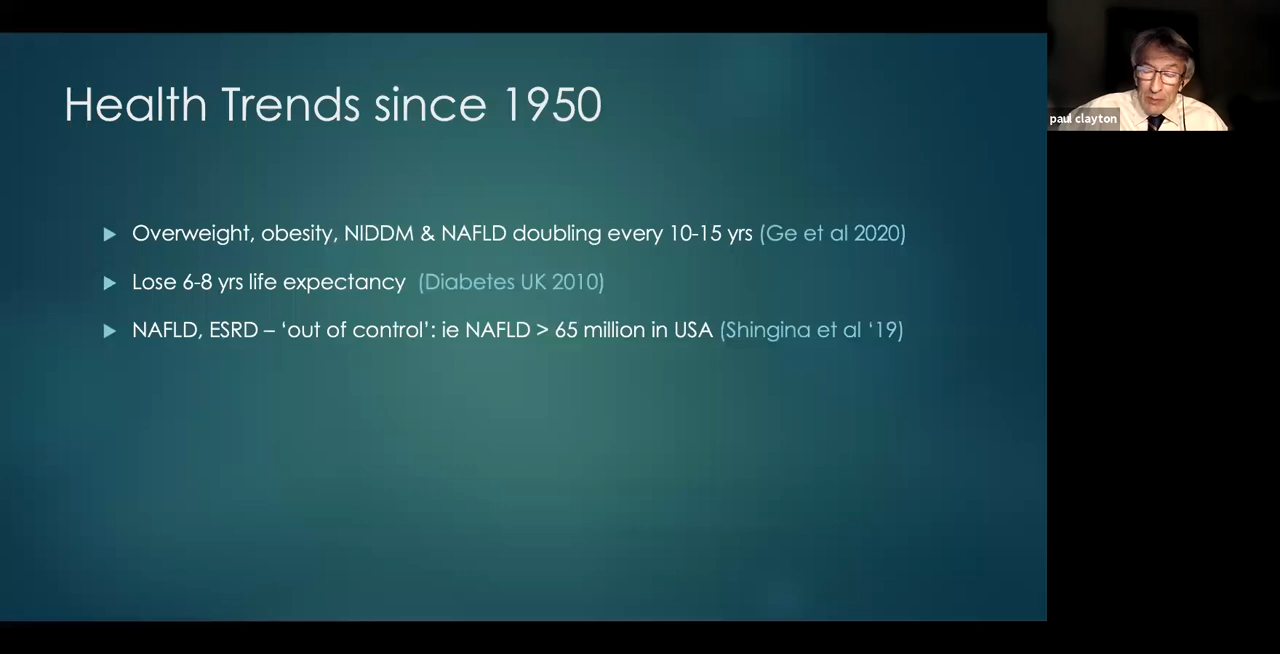 Health Trends since 1950
Overweight, obesity, NIDDM & NAFLD doubling every 10-15 yrs (Ge et al 2020)
Lose 6-8 yrs life expectancy (Diabetes UK 2010)
NAFLD, ESRD – ‘out of control’: ie NAFLD > 65 million in USA (Shingina et al ‘19)
paul clayton